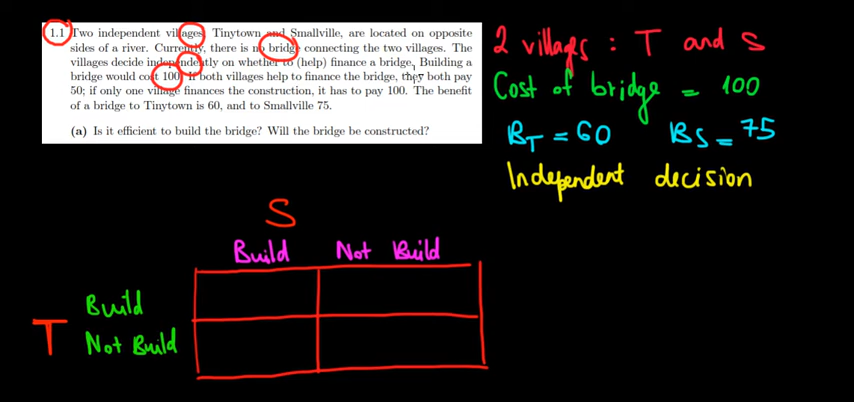 1.1 Two independent villages, Tinytown and Smallville, are located on opposite
sides of a river. Currently, there is no bridge connecting the two villages. The
villages decide independently on whether to (help) finance a bridge. Building a
bridge would cost 100. If both villages help to finance the bridge, they both pay
50; if only one village finances the construction, it has to pay 100. The benefit
of a bridge to Tinytown is 60, and to Smallville 75.
(a) Is it efficient to build the bridge? Will the bridge be constructed?
2 villages : T and S
Cost of bridge = 100
BT = 60 BS = 75
Independent decision
S
Build Not Build
T
Build
Not Build